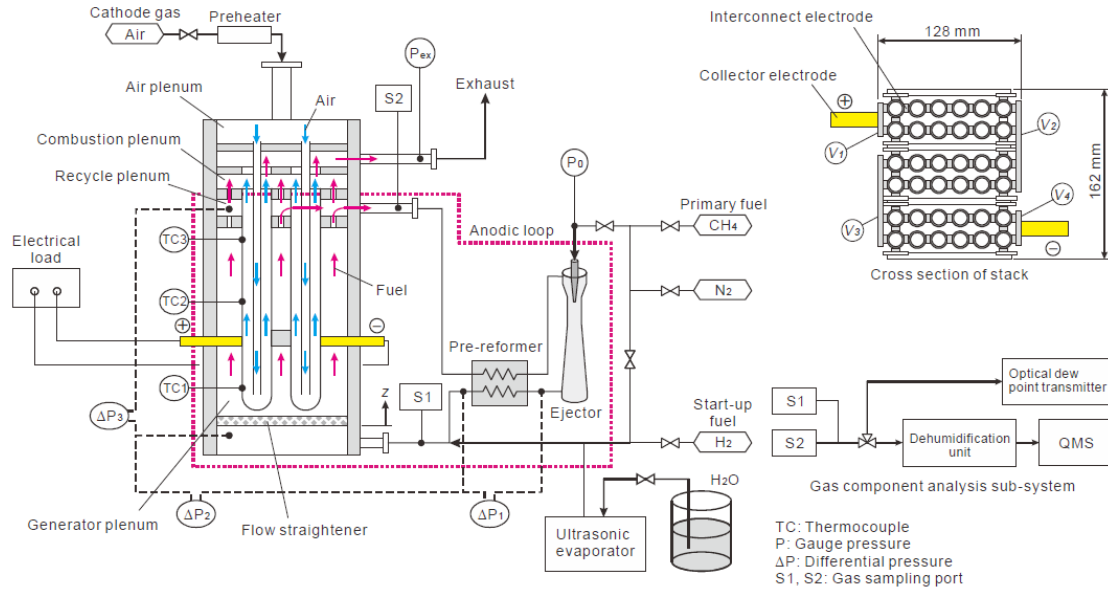 Cathode gas
Air
Preheater
Air plenum
Air
Combustion plenum
Recycle plenum
Electrical
load
TC3
TC2
TC1
+
−
Fuel
Pex
S2
Exhaust
Anodic loop
P0
Primary fuel
CH4
N2
Pre-reformer
Ejector
S1
z
ΔP3
ΔP2
ΔP1
Generator plenum
Flow straightener
Start-up
fuel
H2
H2O
Ultrasonic
evaporator
Interconnect electrode
Collector electrode
128 mm
162 mm
+
V1
V2
V3
V4
−
Cross section of stack
Optical dew
point transmitter
S1
S2
Dehumidification
unit
QMS
Gas component analysis sub-system
TC: Thermocouple
P: Gauge pressure
ΔP: Differential pressure
S1, S2: Gas sampling port